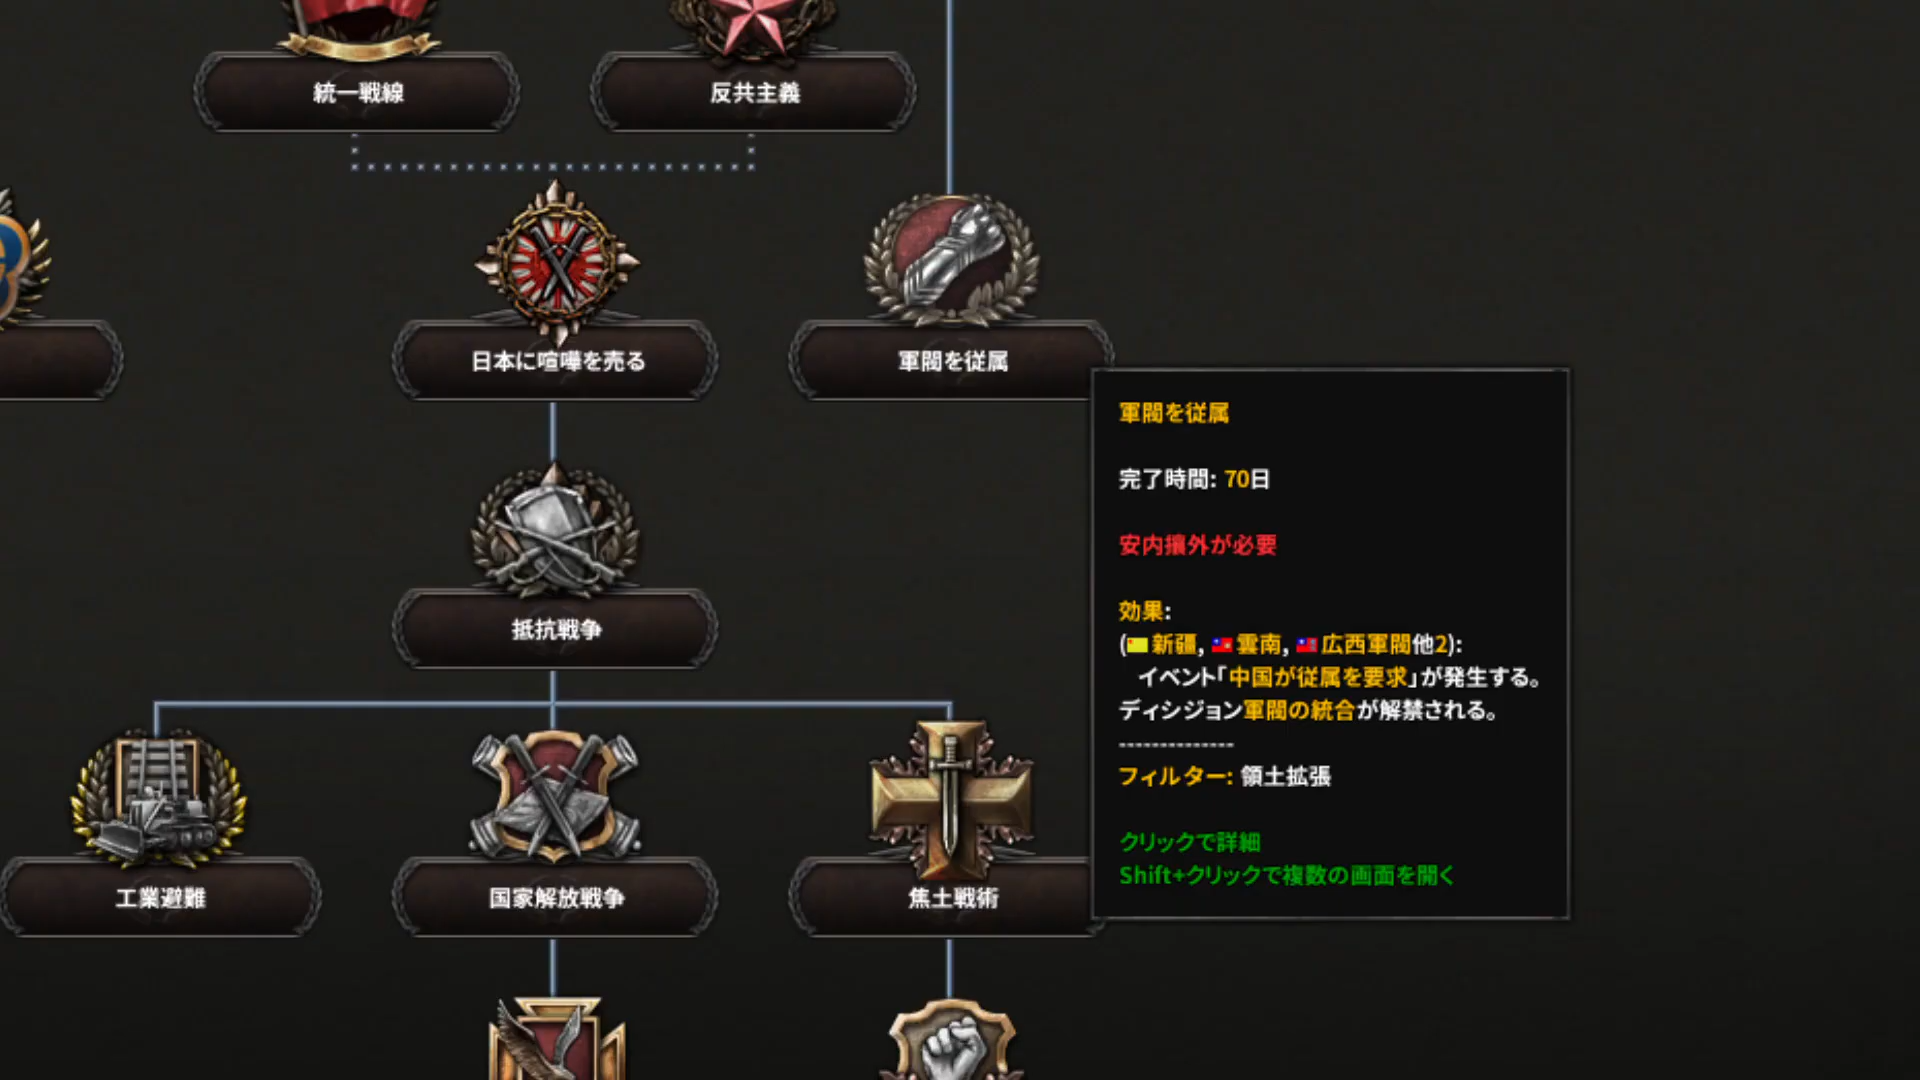 統一戦線
反共主義
日本に喧嘩を売る
軍閥を従属
抵抗戦争
工業避難
国家解放戦争
焦土戦術
軍閥を従属
完了時間: 70日
安内攘外が必要
効果:
(新疆, 雲南, 広西軍閥他2):
イベント「中国が従属を要求」が発生する。
ディシジョン軍閥の統合が解禁される。
--------------
フィルター: 領土拡張
クリックで詳細
Shift+クリックで複数の画面を開く